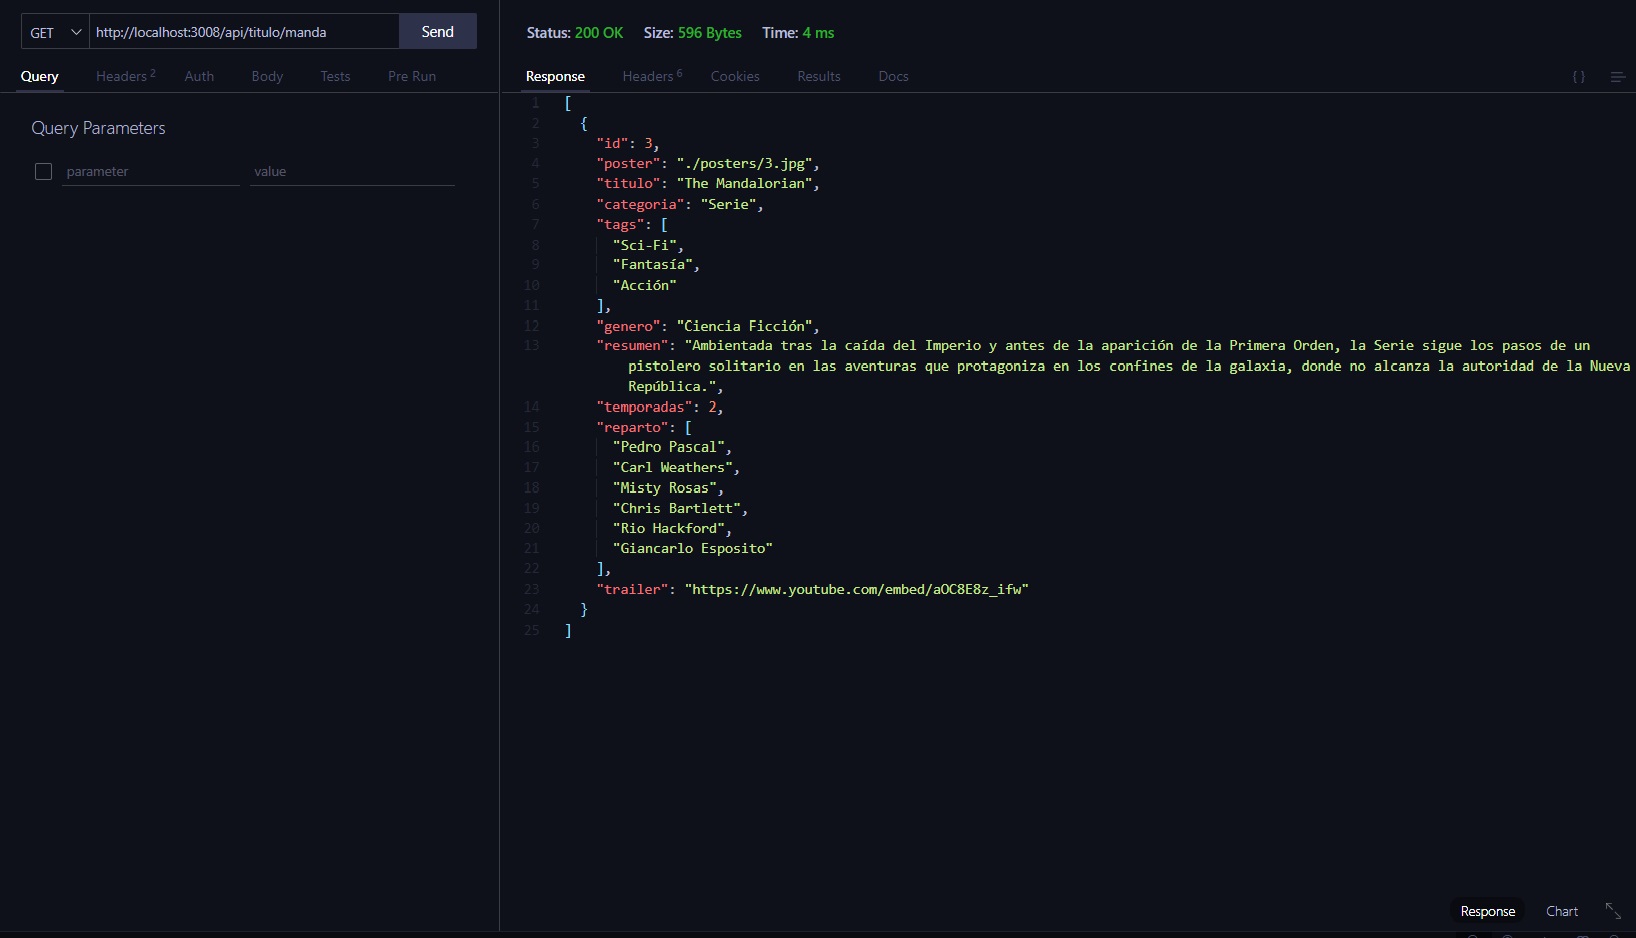 GET http://localhost:3008/api/titulo/manda Send
Query Headers 2 Auth Body Tests Pre Run
Query Parameters
parameter value
Status: 200 OK Size: 596 Bytes Time: 4 ms
Response Headers 6 Cookies Results Docs {}
1 [
2 {
3 "id": 3,
4 "poster": "./posters/3.jpg",
5 "titulo": "The Mandalorian",
6 "categoria": "Serie",
7 "tags": [
8 "Sci-Fi",
9 "Fantasía",
10 "Acción"
11 ],
12 "genero": "Ciencia Ficción",
13 "resumen": "Ambientada tras la caída del Imperio y antes de la aparición de la Primera Orden, la Serie sigue los pasos de un
pistolero solitario en las aventuras que protagoniza en los confines de la galaxia, donde no alcanza la autoridad de la Nueva
República.",
14 "temporadas": 2,
15 "reparto": [
16 "Pedro Pascal",
17 "Carl Weathers",
18 "Misty Rosas",
19 "Chris Bartlett",
20 "Rio Hackford",
21 "Giancarlo Esposito"
22 ],
23 "trailer": "https://www.youtube.com/embed/aOC8E8z_ifw"
24 }
25 ]
Response Chart